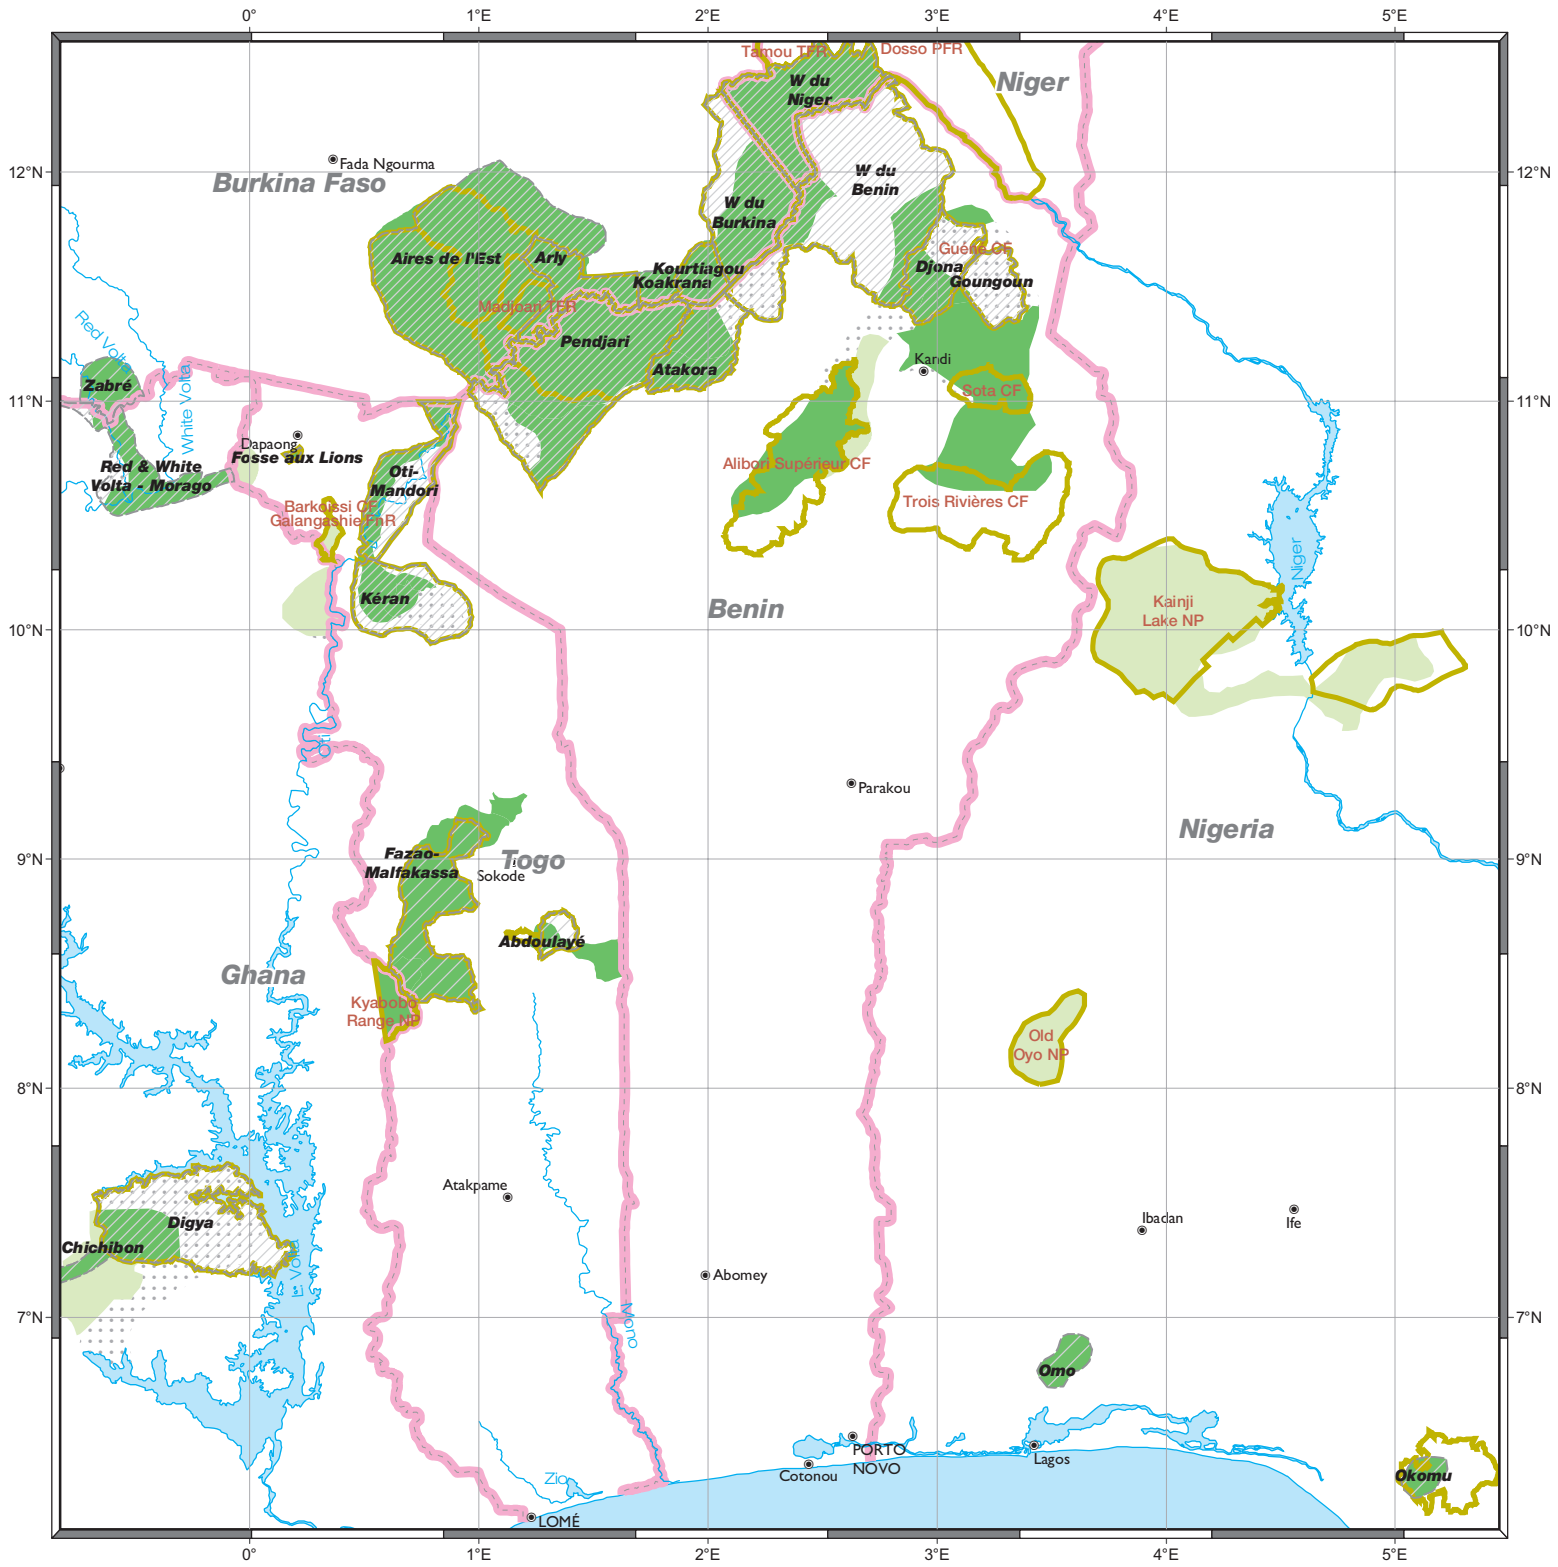 0°
1°E
2°E
3°E
4°E
5°E
Tamou TFR
Dosso PFR
Niger
W du
Niger
12°N
12°N
Fada Ngourma
Burkina Faso
W du
Benin
W du
Burkina
Aires de l'Est
Arly
Kourtiagou
Koakrana
Guéné CF
Djona
Goungoun
Madjoari TFR
Pendjari
Atakora
Red Volta
White Volta
Zabré
Kandi
Sota CF
11°N
11°N
Dapaong
Fosse aux Lions
Red & White
Volta - Morago
Oti-
Mandori
Alibori Supérieur CF
Trois Rivières CF
Barkoissi CF
Galangashie FnR
Niger
Kéran
Benin
Kainji
Lake NP
10°N
10°N
Oti
Parakou
Nigeria
9°N
9°N
Fazao-
Malfakassa
Togo
Sokode
Abdoulayé
Ghana
Kyabobo
Range NP
Old
Oyo NP
8°N
8°N
Atakpame
Ibadan
Ife
Digya
Chichibon
L. Volta
Abomey
7°N
7°N
Mono
Omo
PORTO
NOVO
Cotonou
Lagos
Okomu
Zio
LOMÉ
0°
1°E
2°E
3°E
4°E
5°E